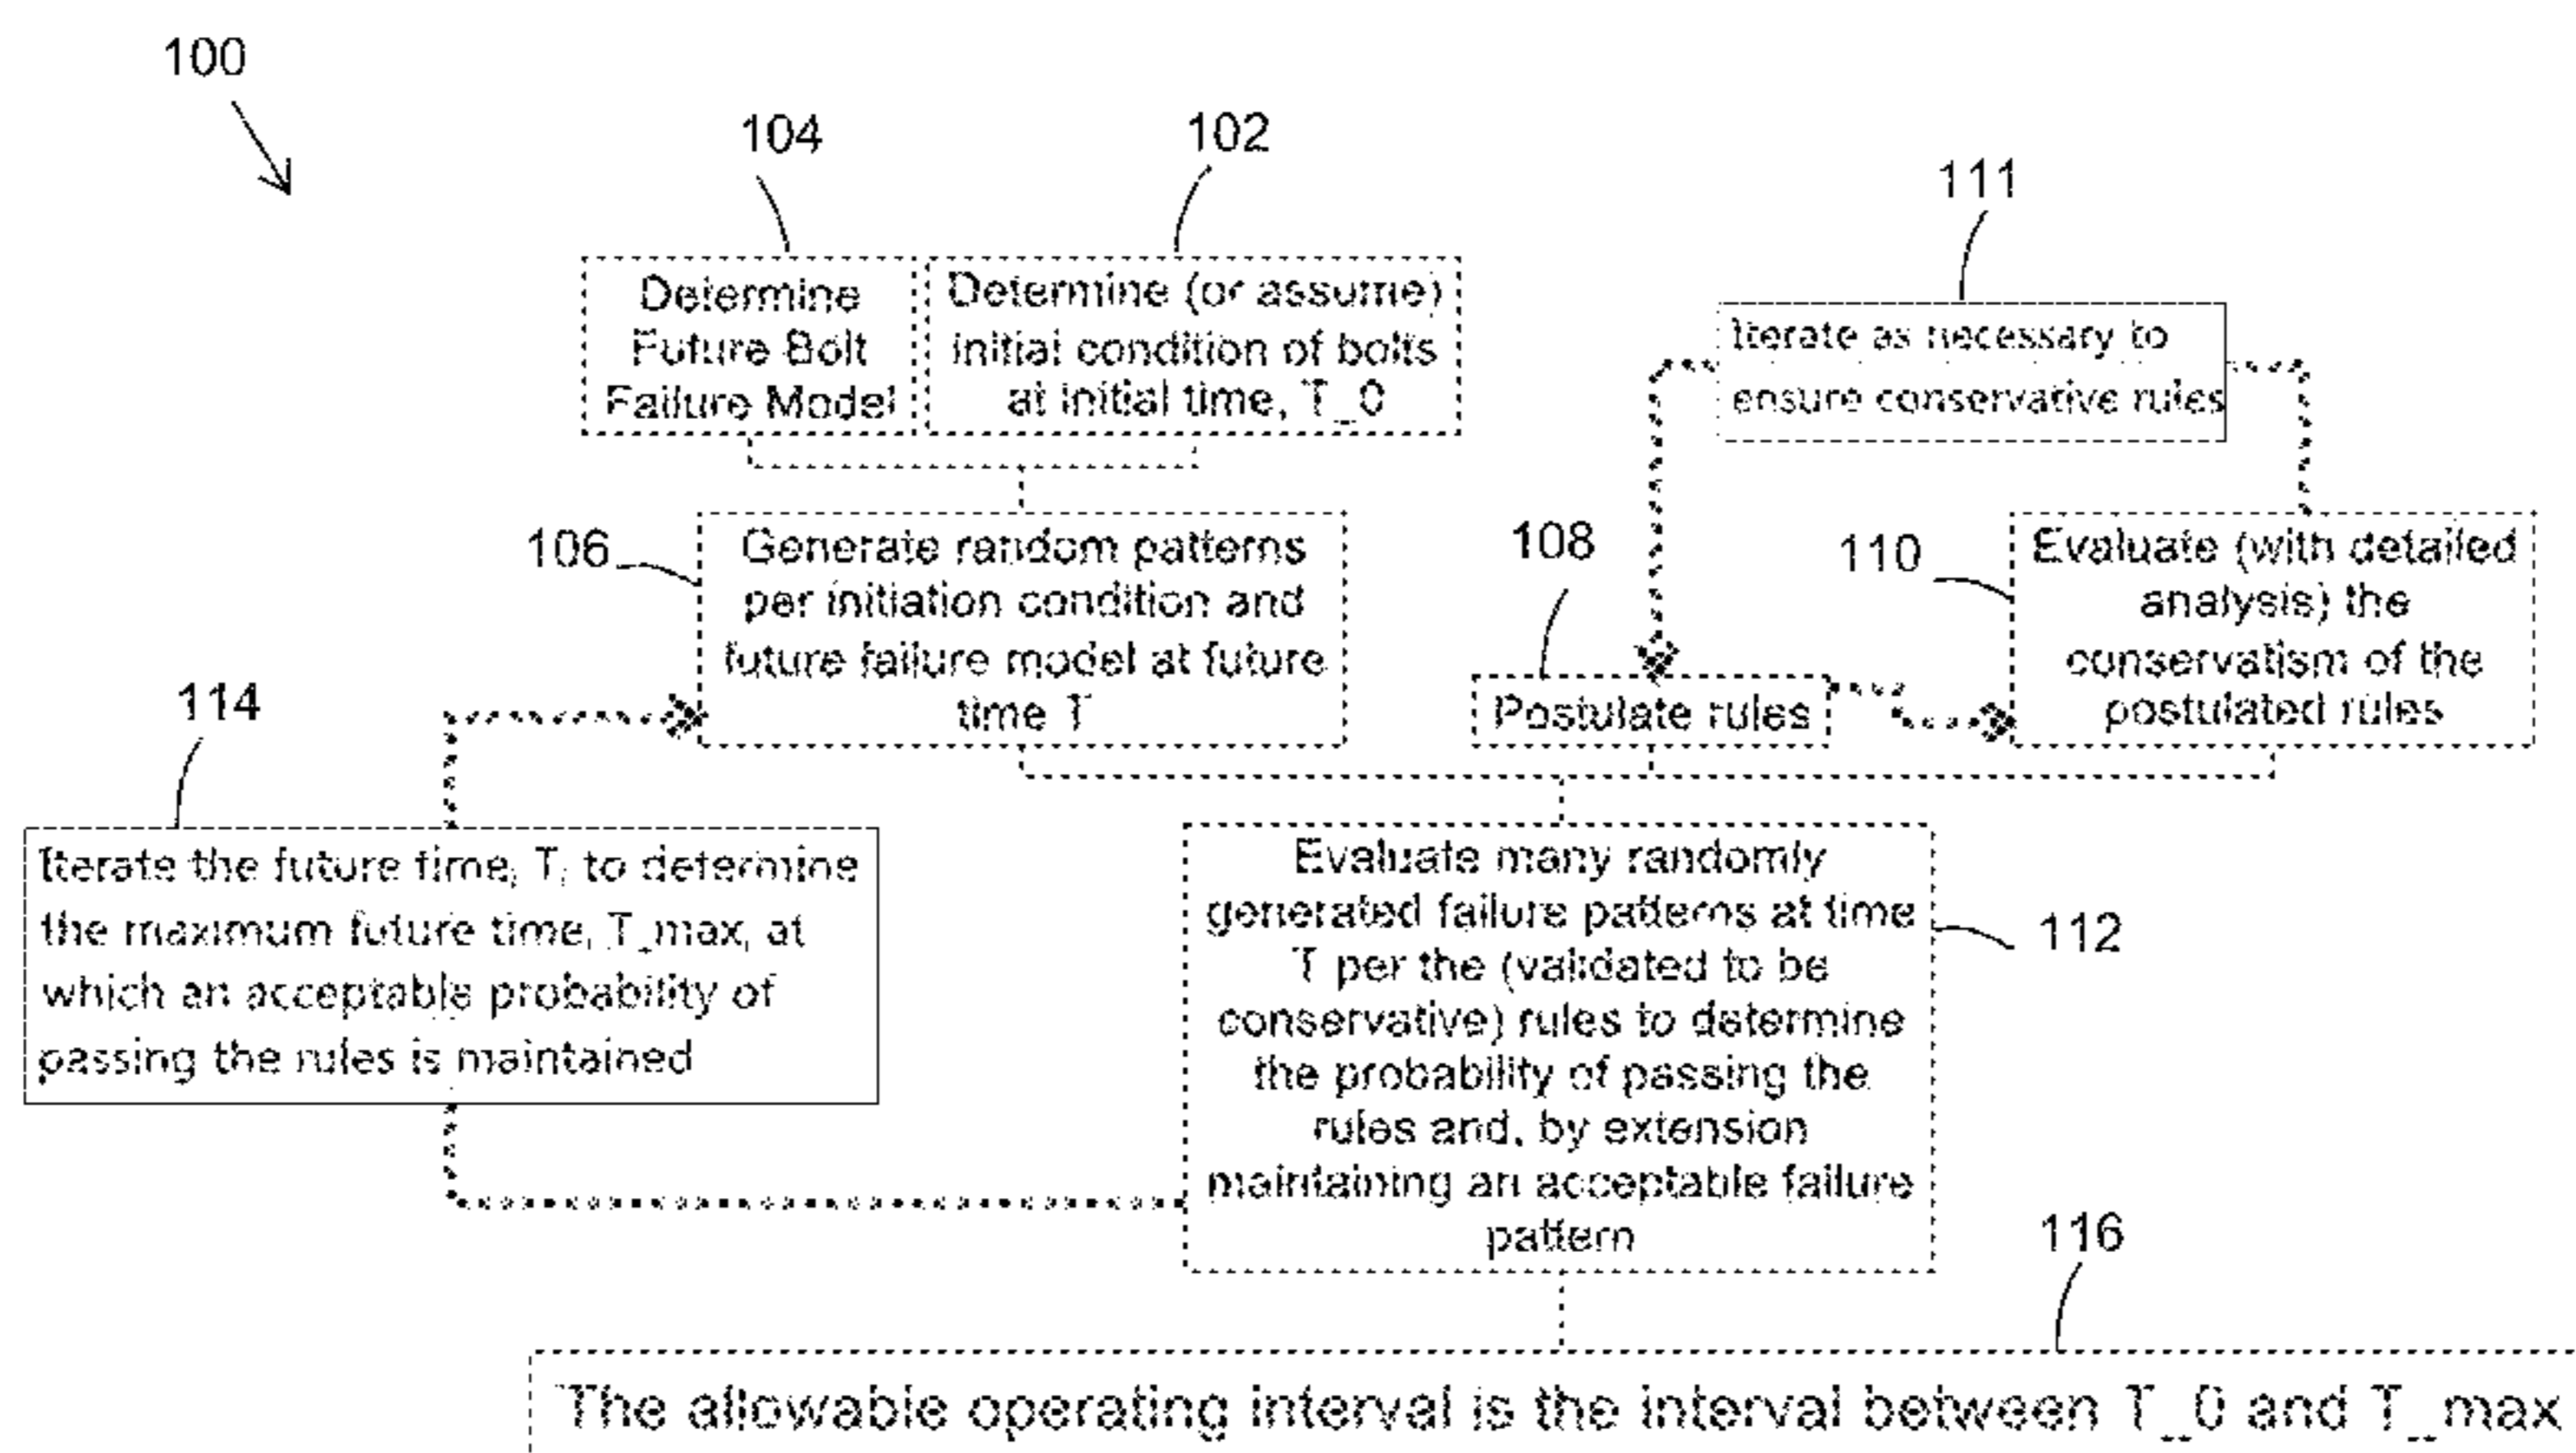 100
104
102
111
Determine
Future Bolt
Failure Model
Determine (or assume)
initial condition of bolts
at initial time, T_0
Iterate as necessary to
ensure conservative rules
106
Generate random patterns
per initiation condition and
future failure model at future
time T
108
Postulate rules
110
Evaluate (with detailed
analysis) the
conservatism of the
postulated rules
114
Iterate the future time, T, to determine
the maximum future time, T_max, at
which an acceptable probability of
passing the rules is maintained
Evaluate many randomly
generated failure patterns at time
T per the (validated to be
conservative) rules to determine
the probability of passing the
rules and, by extension
maintaining an acceptable failure
pattern
112
116
The allowable operating interval is the interval between T_0 and T_max